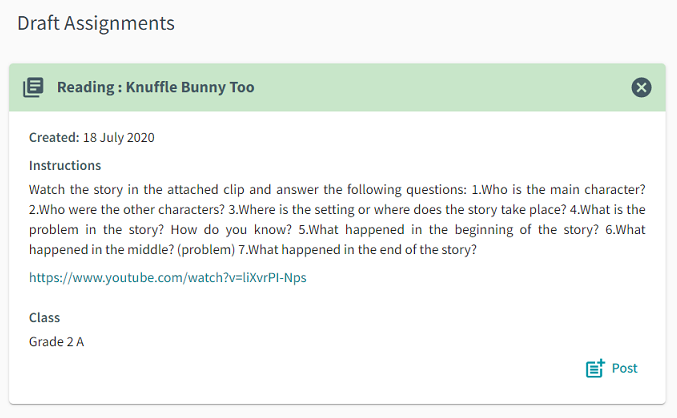 Draft Assignments
Reading : Knuffle Bunny Too
Created: 18 July 2020
Instructions
Watch the story in the attached clip and answer the following questions: 1.Who is the main character?
2.Who were the other characters? 3.Where is the setting or where does the story take place? 4.What is the
problem in the story? How do you know? 5.What happened in the beginning of the story? 6.What
happened in the middle? (problem) 7.What happened in the end of the story?
https://www.youtube.com/watch?v=liXvrPI-Nps
Class
Grade 2 A
Post